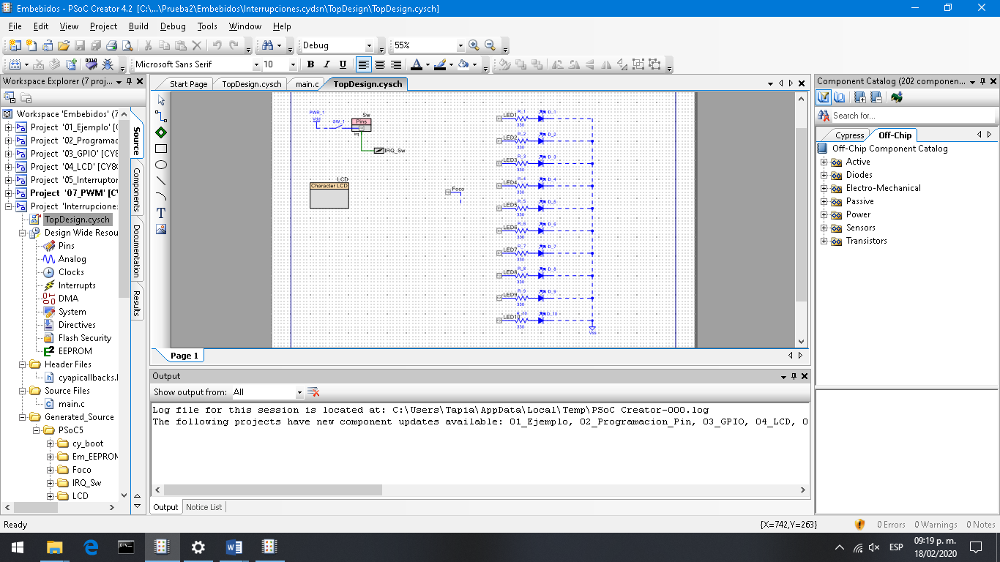 Embebidos - PSoC Creator 4.2 [C:\...\Prueba2\Embebidos\Interrupciones.cydsn\TopDesign\TopDesign.cysch]
File Edit View Project Build Debug Tools Window Help
Debug 55%
Microsoft Sans Serif 10 B I U A
Workspace Explorer (7 proj...
Workspace 'Embebidos' (7
Project '01_Ejemplo' [C
Project '02_Programac
Project '03_GPIO' [CY8
Project '04_LCD' [CY8C
Project '05_Interruptor
Project '07_PWM' [CY
Project 'Interrupcione:
TopDesign.cysch
Design Wide Resou
Pins
Analog
Clocks
Interrupts
DMA
System
Directives
Flash Security
EEPROM
Header Files
cyapicallbacks.l
Source Files
main.c
Generated_Source
PSoC5
cy_boot
Em_EEPROM
Foco
IRQ_Sw
LCD
Source
Components
Documentation
Results
Start Page TopDesign.cysch main.c TopDesign.cysch
T
PWR_1
Vdd
SW_1
Sw
Pins
irq
IRQ_Sw
LCD
Character LCD
Foco
LED1 R_1 330 D_1
LED2 R_2 330 D_2
LED3 R_3 330 D_3
LED4 R_4 330 D_4
LED5 R_5 330 D_5
LED6 R_6 330 D_6
LED7 R_7 330 D_7
LED8 R_8 330 D_8
LED9 R_9 330 D_9
LED10 R_10 330 D_10
Vss
Page 1
Output
Show output from: All
Log file for this session is located at: C:\Users\Tapia\AppData\Local\Temp\PSoC Creator-000.log
The following projects have new component updates available: 01_Ejemplo, 02_Programacion_Pin, 03_GPIO, 04_LCD, 0
Output Notice List
Component Catalog (202 componen...
Search for...
Cypress Off-Chip
Off-Chip Component Catalog
Active
Diodes
Electro-Mechanical
Passive
Power
Sensors
Transistors
Ready {X=742,Y=263} 0 Errors 0 Warnings 0 Notes
ESP 09:19 p. m.
18/02/2020